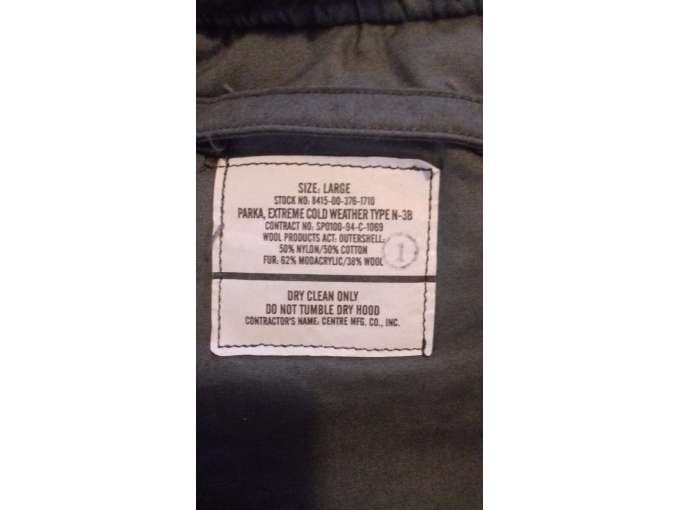 SIZE: LARGE
STOCK NO: 8415-00-376-1710
PARKA, EXTREME COLD WEATHER TYPE N-3B
CONTRACT NO: SPO100-94-C-1069
WOOL PRODUCTS ACT: OUTERSHELL:
50% NYLON/50% COTTON
FUR: 62% MODACRYLIC/38% WOOL
1
DRY CLEAN ONLY
DO NOT TUMBLE DRY HOOD
CONTRACTOR'S NAME: CENTRE MFG. CO., INC.